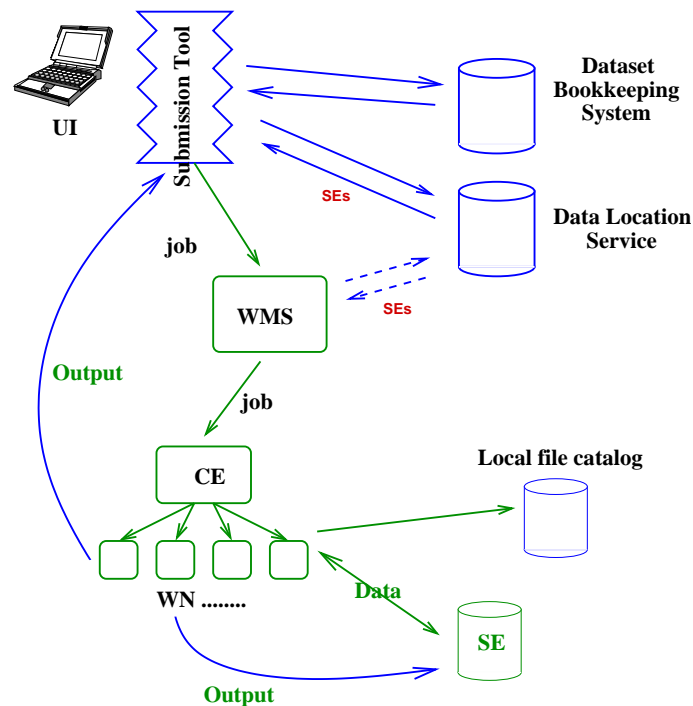 Submission Tool
UI
Dataset
Bookkeeping
System
SEs
Data Location
Service
job
WMS
SEs
Output
job
CE
Local file catalog
WN ........
Data
SE
Output